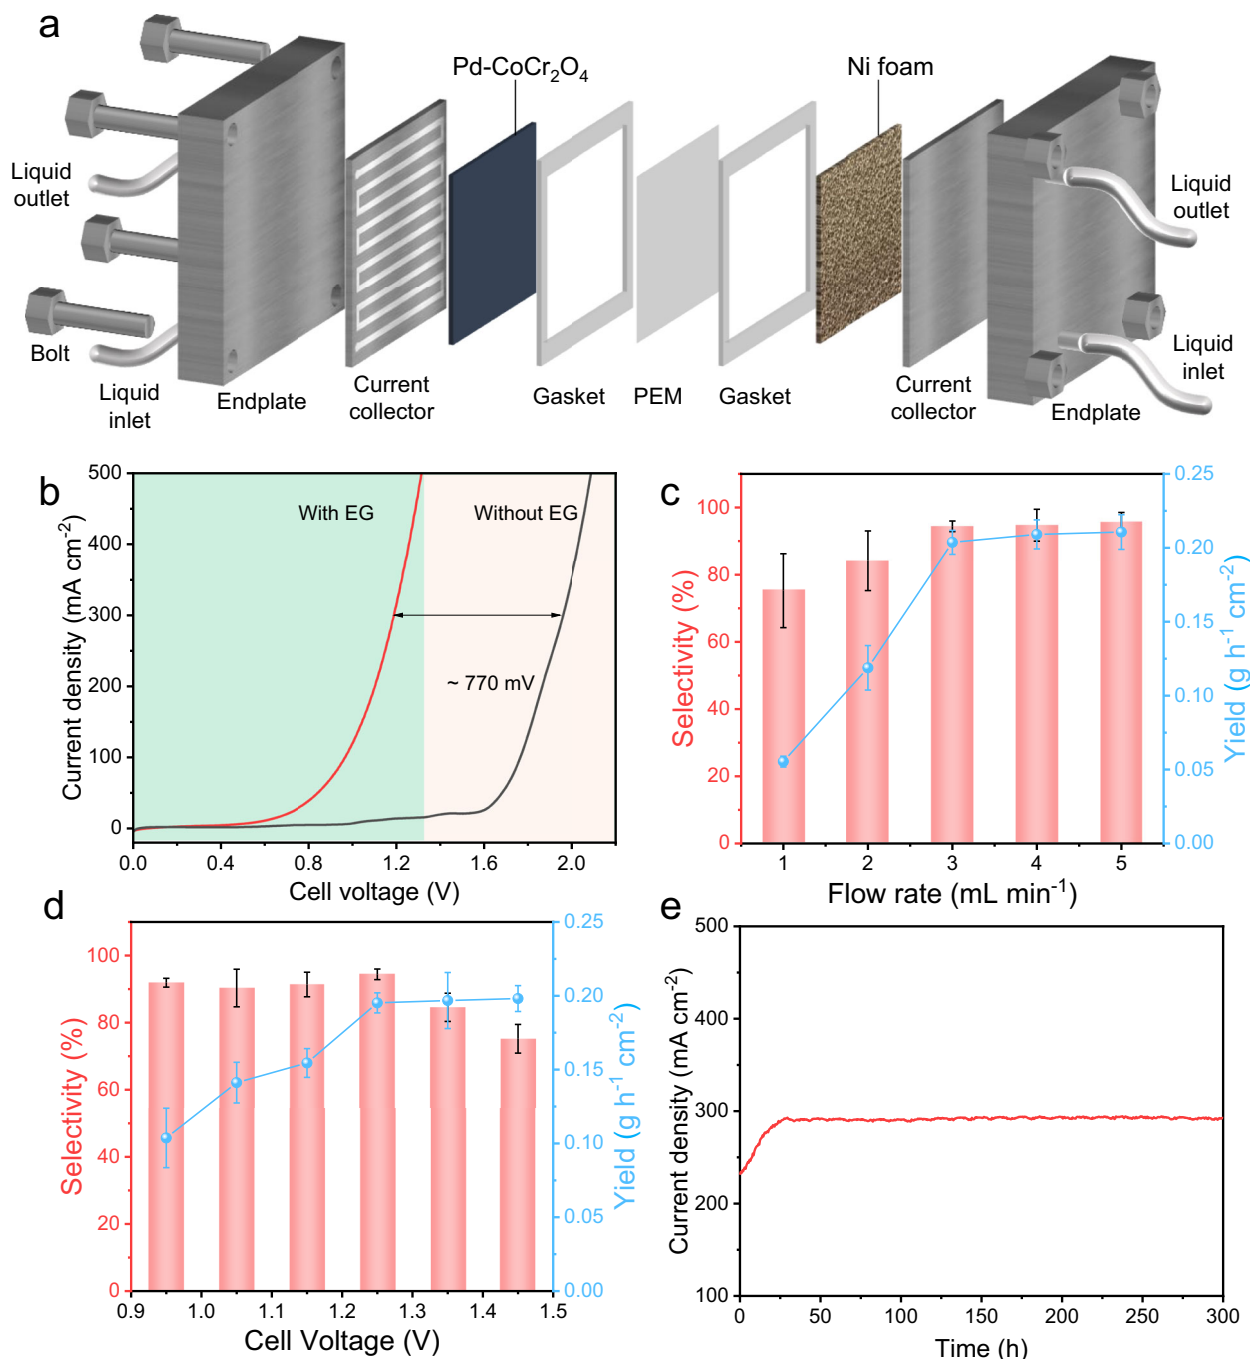 a
Pd-CoCr₂O₄
Ni foam
Liquid
outlet
Liquid
outlet
Bolt
Liquid
inlet
Endplate
Current
collector
Gasket
PEM
Gasket
Current
collector
Endplate
Liquid
inlet
b
Current density (mA cm⁻²)
500
400
300
200
100
0
With EG
Without EG
~ 770 mV
0.0 0.4 0.8 1.2 1.6 2.0
Cell voltage (V)
c
Selectivity (%)
100
80
60
40
20
0
Yield (g h⁻¹ cm⁻²)
0.25
0.20
0.15
0.10
0.05
0.00
1 2 3 4 5
Flow rate (mL min⁻¹)
d
Selectivity (%)
100
80
60
40
20
0
Yield (g h⁻¹ cm⁻²)
0.25
0.20
0.15
0.10
0.05
0.00
0.9 1.0 1.1 1.2 1.3 1.4 1.5
Cell Voltage (V)
e
Current density (mA cm⁻²)
500
400
300
200
100
0 50 100 150 200 250 300
Time (h)